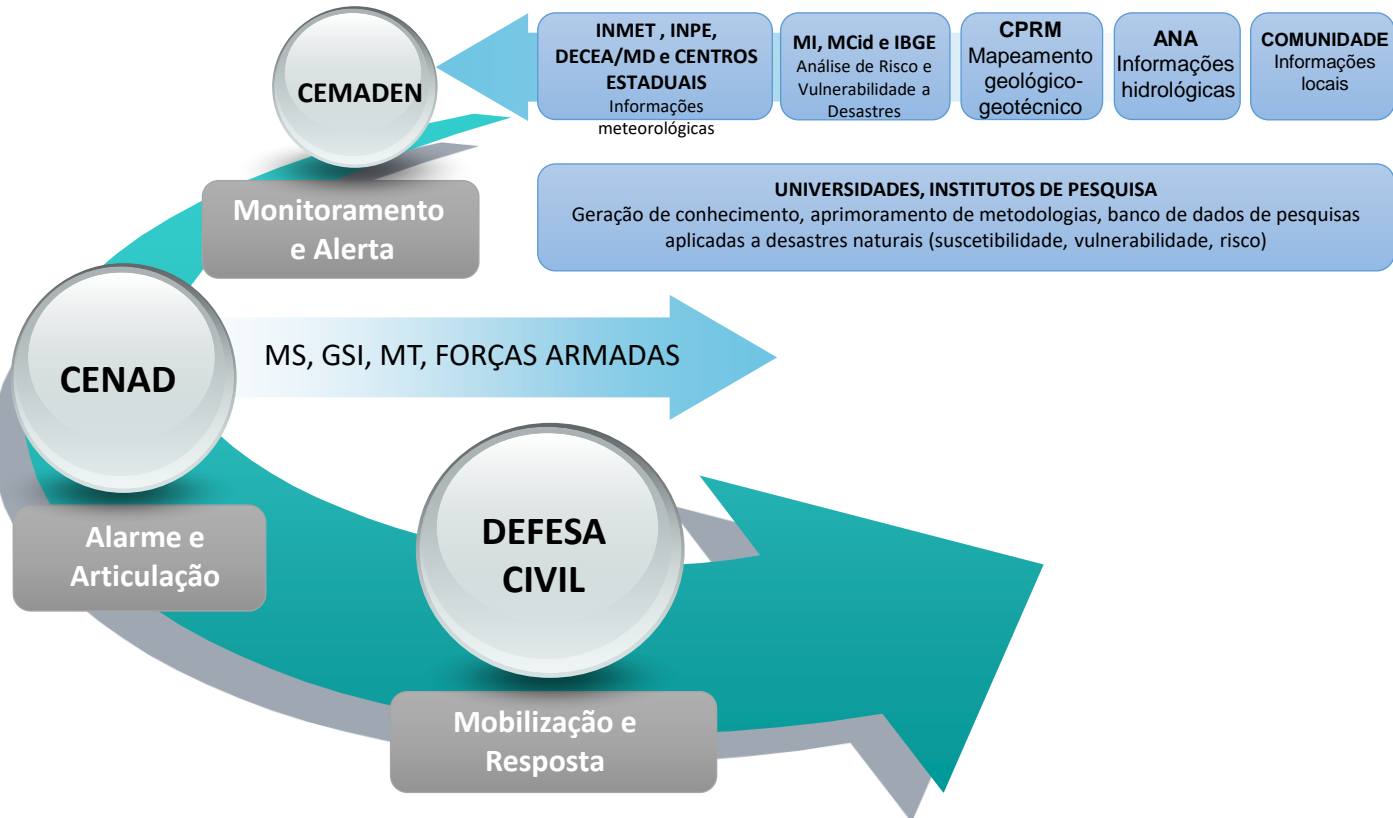 CEMADEN
INMET , INPE,
DECEA/MD e CENTROS
ESTADUAIS
Informações
meteorológicas
MI, MCid e IBGE
Análise de Risco e
Vulnerabilidade a
Desastres
CPRM
Mapeamento
geológico-
geotécnico
ANA
Informações
hidrológicas
COMUNIDADE
Informações
locais
Monitoramento
e Alerta
UNIVERSIDADES, INSTITUTOS DE PESQUISA
Geração de conhecimento, aprimoramento de metodologias, banco de dados de pesquisas
aplicadas a desastres naturais (suscetibilidade, vulnerabilidade, risco)
CENAD
MS, GSI, MT, FORÇAS ARMADAS
Alarme e
Articulação
DEFESA
CIVIL
Mobilização e
Resposta